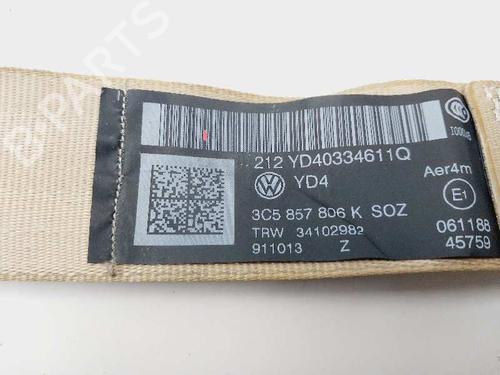 212 YD40334611Q
YD4
3C5 857 806 K SOZ
TRW 34102982
911013 Z
Aer4m
E1
061188
45759
B-Parts